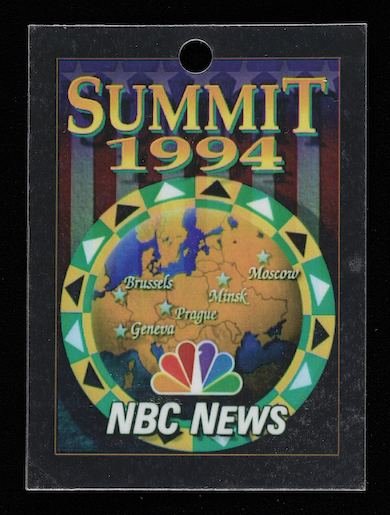 SUMMIT
1994
Moscow
Brussels
Minsk
Prague
Geneva
NBC NEWS